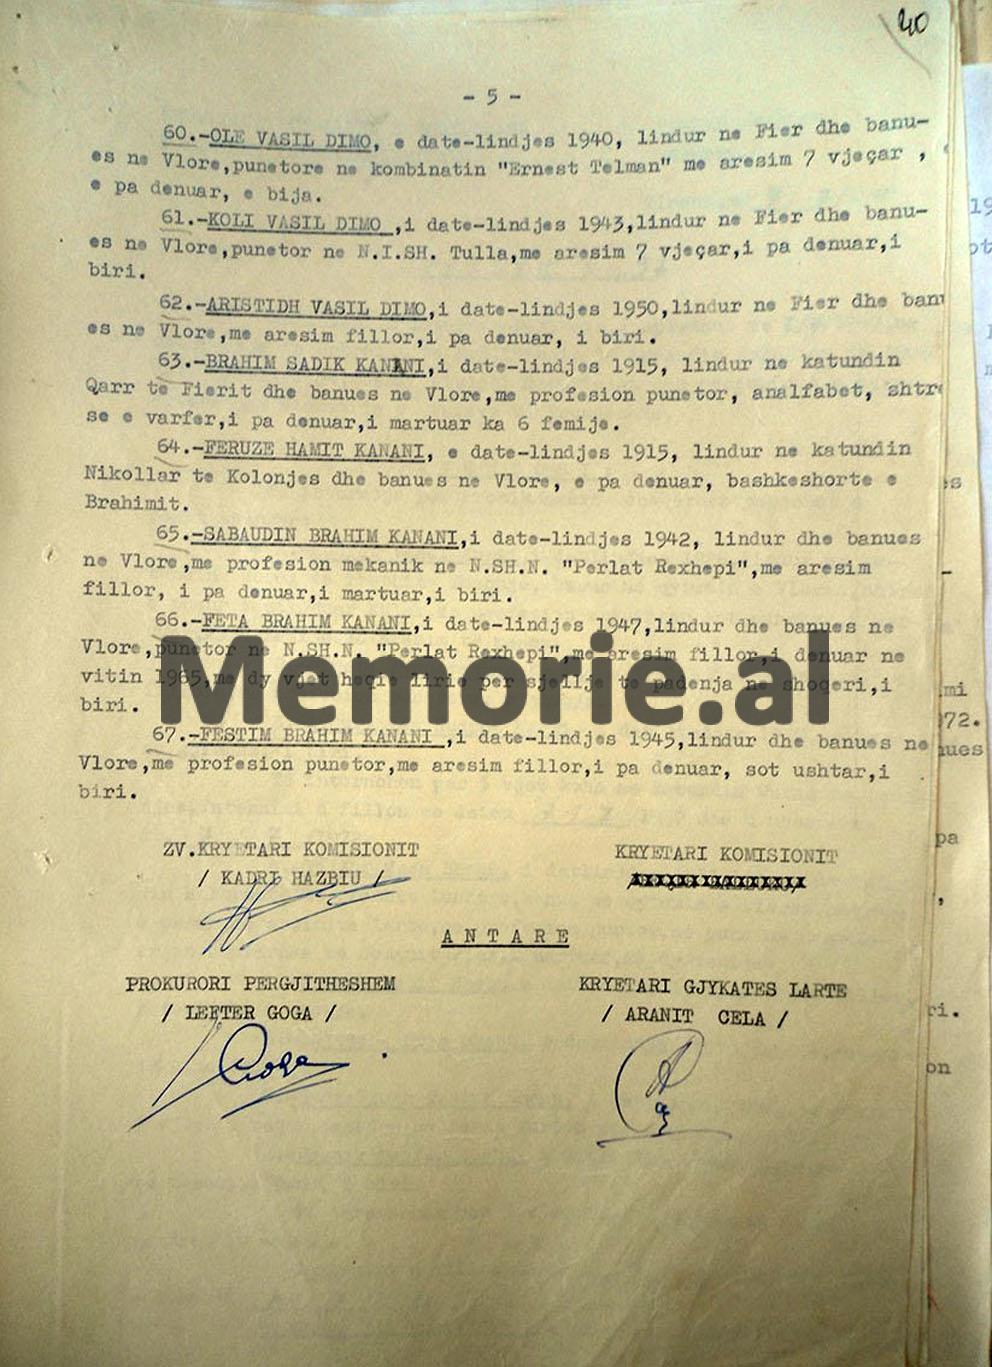 40
- 5 -
60.-OLE VASIL DIMO, e date-lindjes 1940, lindur ne Fier dhe banu-
es ne Vlore,punetore ne kombinatin "Ernest Telman" me aresim 7 vjeçar ,
e pa denuar, e bija.
61.-KOLI VASIL DIMO ,i date-lindjes 1943,lindur ne Fier dhe banu-
es ne Vlore,punetor ne N.I.SH. Tulla,me aresim 7 vjeçar,i pa denuar,i
biri.
62.-ARISTIDH VASIL DIMO,i date-lindjes 1950,lindur ne Fier dhe banu
es ne Vlore,me aresim fillor,i pa denuar, i biri.
63.-BRAHIM SADIK KANANI,i date-lindjes 1915, lindur ne katundin
Qarr te Fierit dhe banues ne Vlore,me profesion punetor, analfabet, shtre
se e varfer,i pa denuar,i martuar ka 6 femije.
64.-FERUZE HAMIT KANANI, e date-lindjes 1915, lindur ne katundin
Nikollar te Kolonjes dhe banues ne Vlore, e pa denuar, bashkeshorte e
Brahimit.
65.-SABAUDIN BRAHIM KANANI,i date-lindjes 1942, lindur dhe banues
ne Vlore,me profesion mekanik ne N.SH.N. "Perlat Rexhepi",me aresim
fillor, i pa denuar,i martuar,i biri.
66.-FETA BRAHIM KANANI,i date-lindjes 1947,lindur dhe banues ne
Vlore,punetor ne N.SH.N. "Perlat Rexhepi",me aresim fillor,i denuar ne
vitin 1965,me dy vjet heqje lirie per sjellje te padenja ne shoqeri,i
biri.
Memorie.al
67.-FESTIM BRAHIM KANANI ,i date-lindjes 1945,lindur dhe banues ne
Vlore,me profesion punetor,me aresim fillor,i pa denuar, sot ushtar,i
biri.
ZV.KRYETARI KOMISIONIT
/ KADRI HAZBIU /
KRYETARI KOMISIONIT
A N T A R E
PROKURORI PERGJITHESHEM
/ LEFTER GOGA /
KRYETARI GJYKATES LARTE
/ ARANIT CELA /
Goga